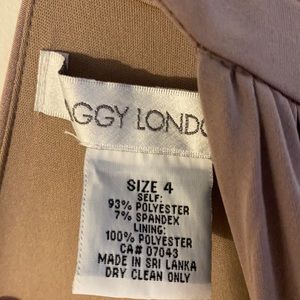 AGGY LONDO
SIZE 4
SELF:
93% POLYESTER
7% SPANDEX
LINING:
100% POLYESTER
CA# 07043
MADE IN SRI LANKA
DRY CLEAN ONLY